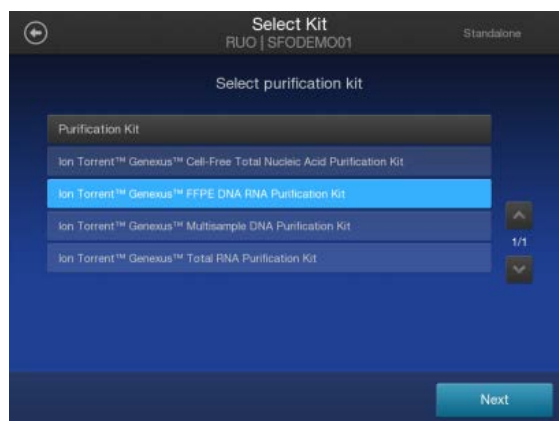 Select Kit
RUO | SFODEMO01
Standalone
Select purification kit
Purification Kit
Ion Torrent™ Genexus™ Cell-Free Total Nucleic Acid Purification Kit
Ion Torrent™ Genexus™ FFPE DNA RNA Purification Kit
Ion Torrent™ Genexus™ Multisample DNA Purification Kit
Ion Torrent™ Genexus™ Total RNA Purification Kit
1/1
Next